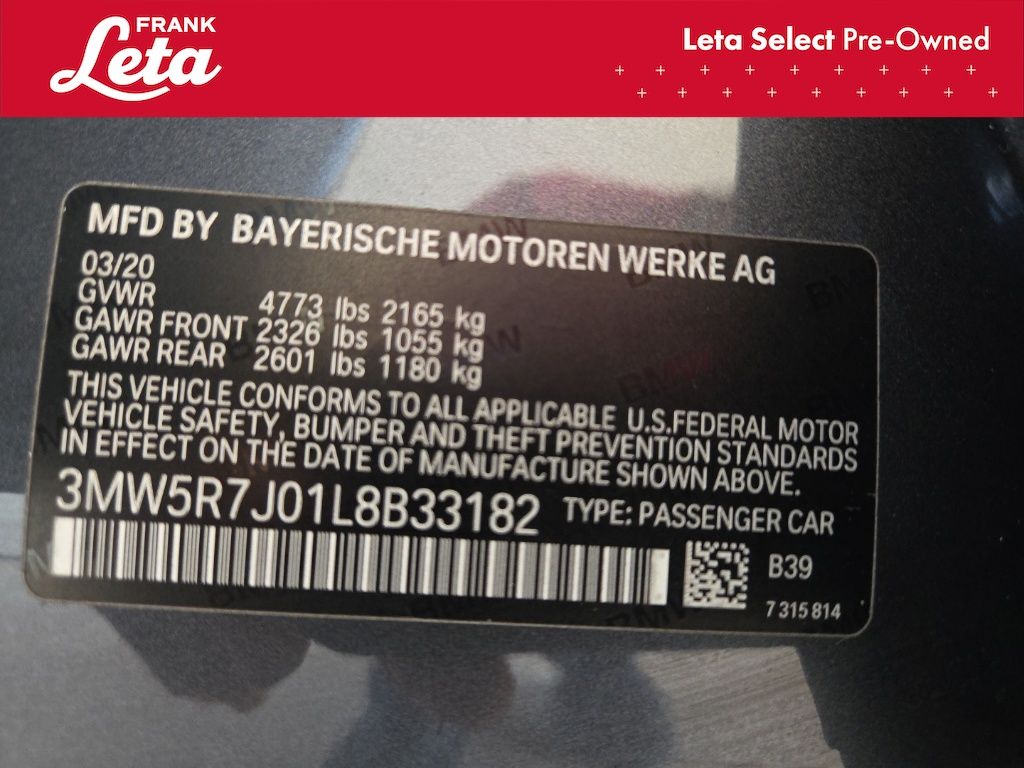 FRANK
Leta
Leta Select Pre-Owned
MFD BY BAYERISCHE MOTOREN WERKE AG
03/20
GVWR 4773 lbs 2165 kg
GAWR FRONT 2326 lbs 1055 kg
GAWR REAR 2601 lbs 1180 kg
THIS VEHICLE CONFORMS TO ALL APPLICABLE U.S.FEDERAL MOTOR
VEHICLE SAFETY, BUMPER AND THEFT PREVENTION STANDARDS
IN EFFECT ON THE DATE OF MANUFACTURE SHOWN ABOVE.
3MW5R7J01L8B33182 TYPE: PASSENGER CAR
B39
7 315 814